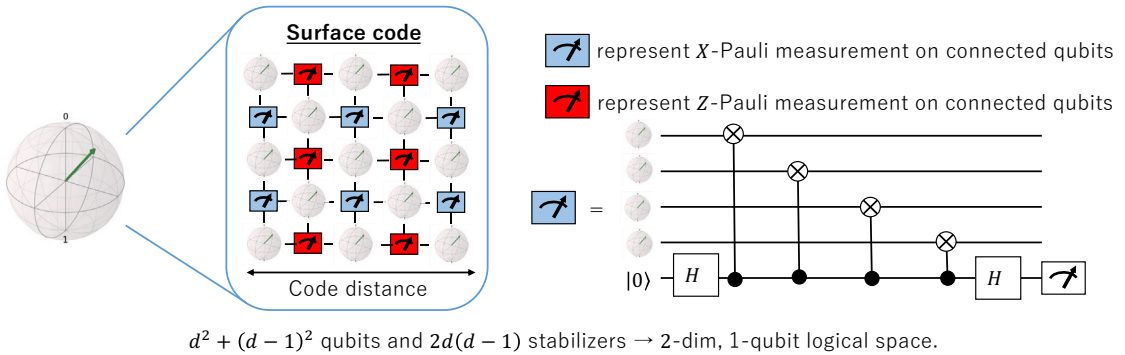 Surface code
0
1
Code distance
represent X-Pauli measurement on connected qubits
represent Z-Pauli measurement on connected qubits
=
|0⟩ H H
d² + (d − 1)² qubits and 2d(d − 1) stabilizers → 2-dim, 1-qubit logical space.